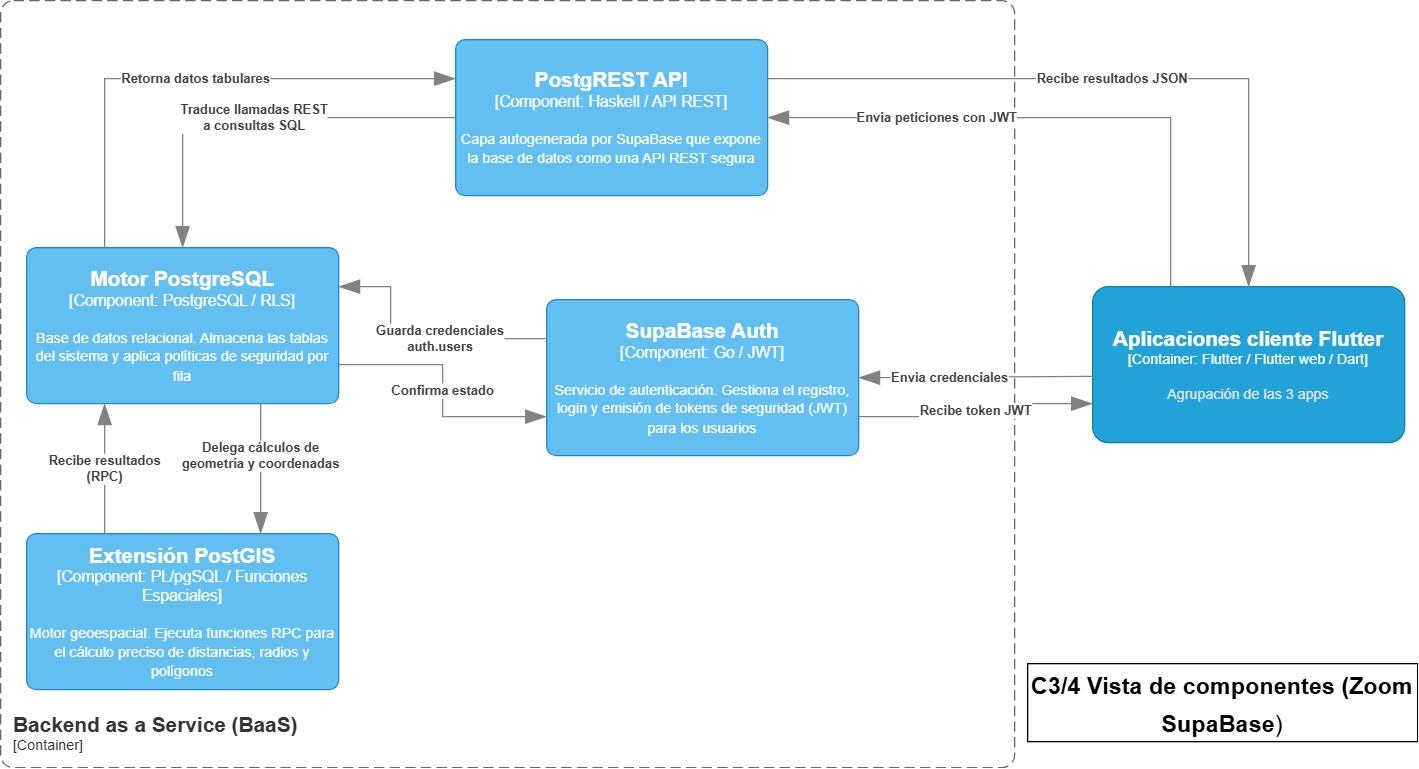 Retorna datos tabulares
PostgREST API
[Component: Haskell / API REST]
Capa autogenerada por SupaBase que expone
la base de datos como una API REST segura
Recibe resultados JSON
Traduce llamadas REST
a consultas SQL
Envia peticiones con JWT
Motor PostgreSQL
[Component: PostgreSQL / RLS]
Base de datos relacional. Almacena las tablas
del sistema y aplica políticas de seguridad por
fila
Guarda credenciales
auth.users
Confirma estado
SupaBase Auth
[Component: Go / JWT]
Servicio de autenticación. Gestiona el registro,
login y emisión de tokens de seguridad (JWT)
para los usuarios
Envia credenciales
Recibe token JWT
Aplicaciones cliente Flutter
[Container: Flutter / Flutter web / Dart]
Agrupación de las 3 apps
Recibe resultados
(RPC)
Delega cálculos de
geometría y coordenadas
Extensión PostGIS
[Component: PL/pgSQL / Funciones
Espaciales]
Motor geoespacial. Ejecuta funciones RPC para
el cálculo preciso de distancias, radios y
polígonos
Backend as a Service (BaaS)
[Container]
C3/4 Vista de componentes (Zoom
SupaBase)